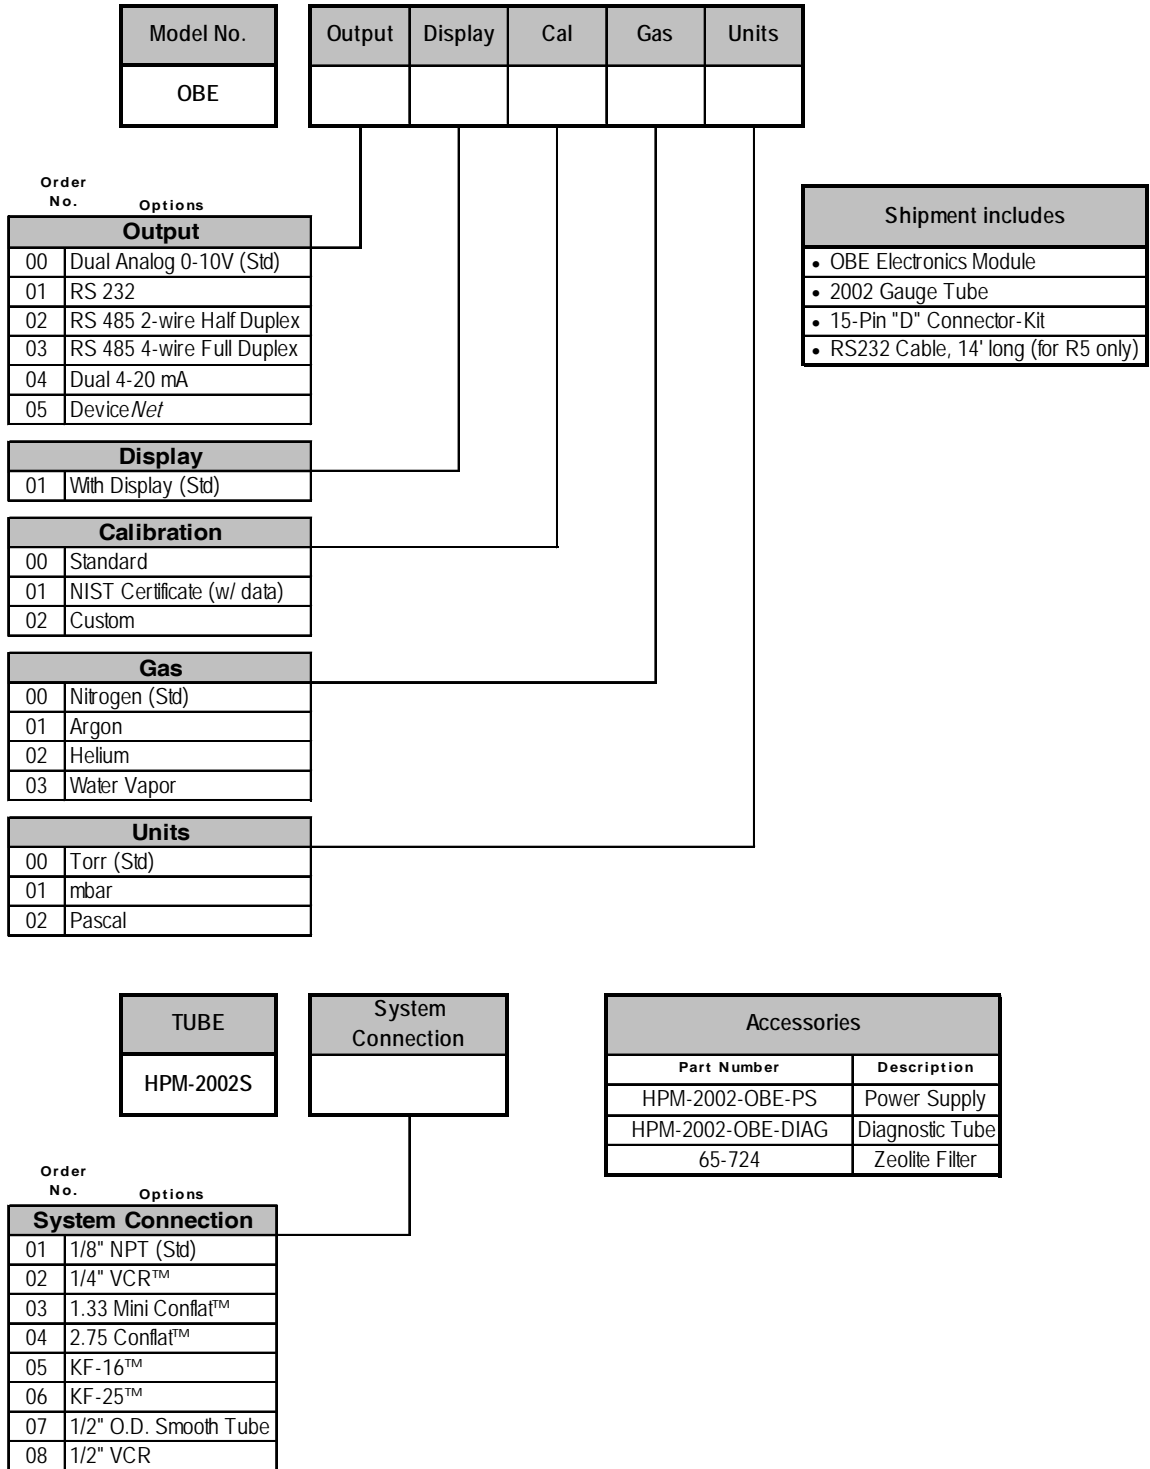 Model No.
OBE
Output Display Cal Gas Units
Order
No. Options
Output
00 Dual Analog 0-10V (Std)
01 RS 232
02 RS 485 2-wire Half Duplex
03 RS 485 4-wire Full Duplex
04 Dual 4-20 mA
05 DeviceNet
Display
01 With Display (Std)
Calibration
00 Standard
01 NIST Certificate (w/ data)
02 Custom
Gas
00 Nitrogen (Std)
01 Argon
02 Helium
03 Water Vapor
Units
00 Torr (Std)
01 mbar
02 Pascal
Shipment includes
• OBE Electronics Module
• 2002 Gauge Tube
• 15-Pin "D" Connector-Kit
• RS232 Cable, 14' long (for R5 only)
TUBE
HPM-2002S
System
Connection
Order
No. Options
System Connection
01 1/8" NPT (Std)
02 1/4" VCR™
03 1.33 Mini Conflat™
04 2.75 Conflat™
05 KF-16™
06 KF-25™
07 1/2" O.D. Smooth Tube
08 1/2" VCR
Accessories
Part Number Description
HPM-2002-OBE-PS Power Supply
HPM-2002-OBE-DIAG Diagnostic Tube
65-724 Zeolite Filter